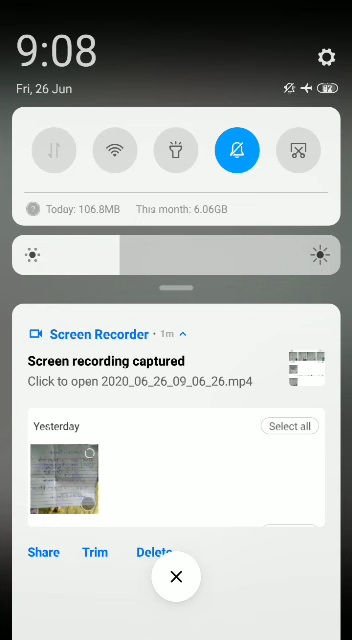 9:08
Fri, 26 Jun
Today: 106.8MB This month: 6.06GB
Screen Recorder • 1m
Screen recording captured
Click to open 2020_06_26_09_06_26.mp4
Yesterday Select all
Share Trim Delete